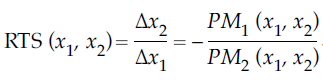 RTS (x₁, x₂) = Δx₂ / Δx₁ = − PM₁ (x₁, x₂) / PM₂ (x₁, x₂).